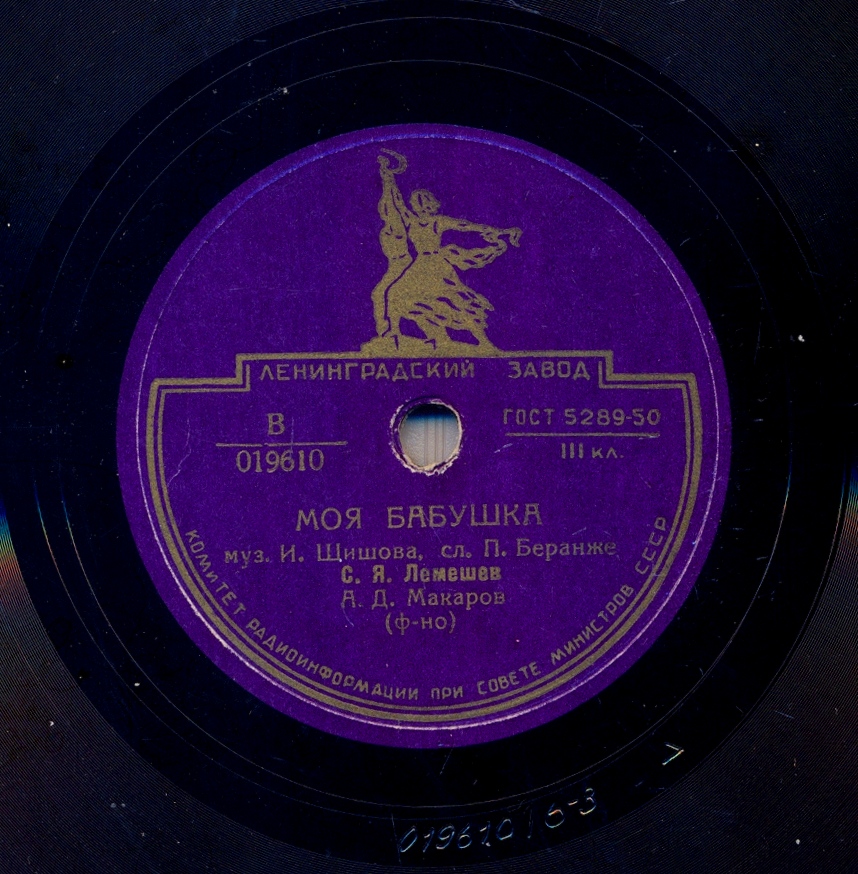 ЛЕНИНГРАДСКИЙ ЗАВОД
В
019610
ГОСТ 5289-50
III кл.
МОЯ БАБУШКА
муз. И. Щишова, сл. П. Беранже
С. Я. Лемешев
А. Д. Макаров
(ф-но)
КОМИТЕТ РАДИОИНФОРМАЦИИ ПРИ СОВЕТЕ МИНИСТРОВ СССР
019610 / 6-3